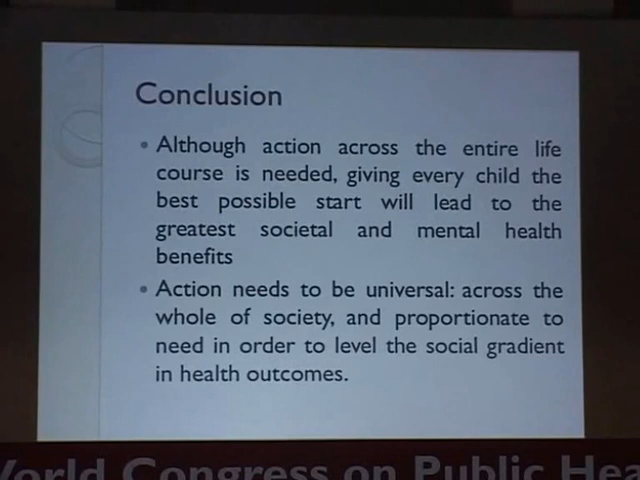 Conclusion
• Although action across the entire life
course is needed, giving every child the
best possible start will lead to the
greatest societal and mental health
benefits
• Action needs to be universal: across the
whole of society, and proportionate to
need in order to level the social gradient
in health outcomes.
World Congress on Public Hea